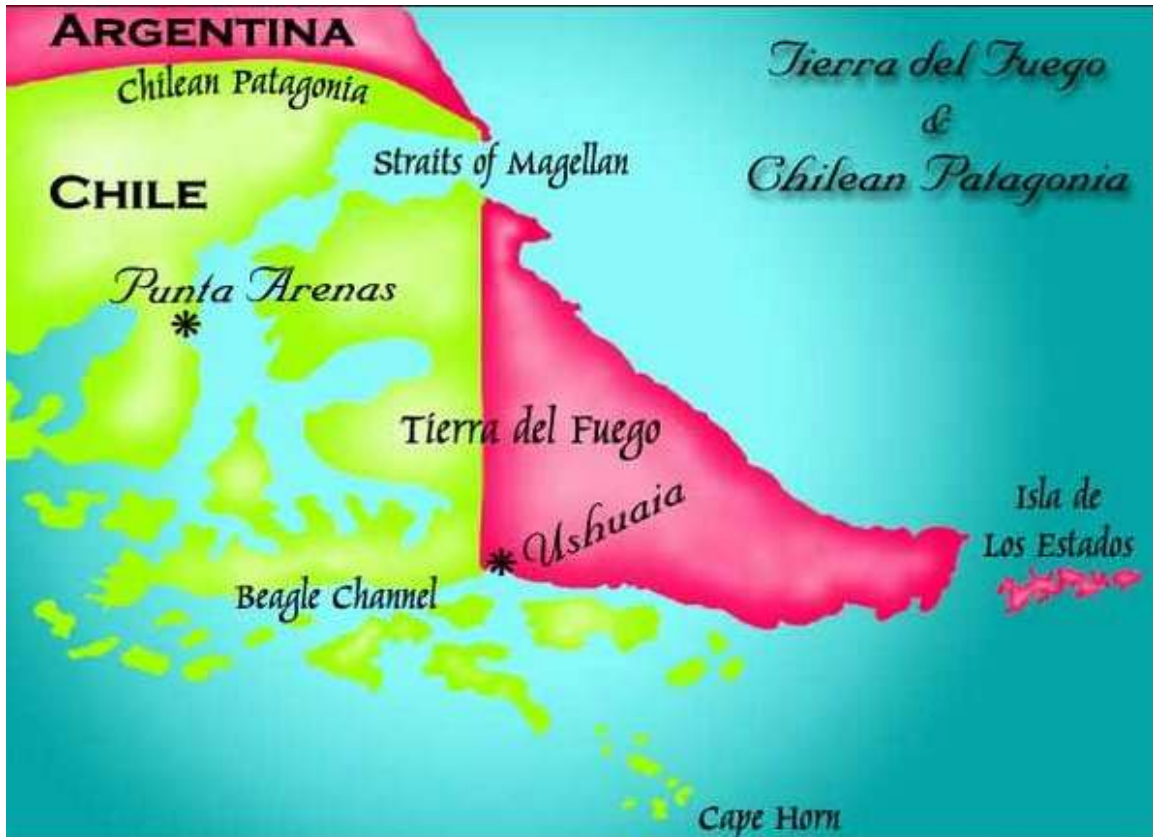 ARGENTINA
Chilean Patagonia
Tierra del Fuego
&
Chilean Patagonia
Straits of Magellan
CHILE
Punta Arenas
Tierra del Fuego
Ushuaia
Isla de
Los Estados
Beagle Channel
Cape Horn